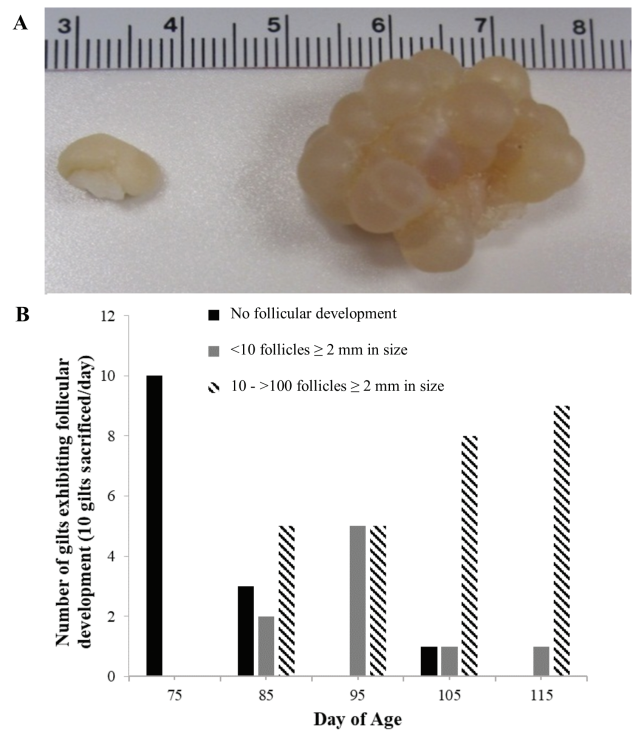 A
3 4 5 6 7 8
B
12
10
8
6
4
2
0
Number of gilts exhibiting follicular
development (10 gilts sacrificed/day)
No follicular development
<10 follicles ≥ 2 mm in size
10 - >100 follicles ≥ 2 mm in size
75 85 95 105 115
Day of Age